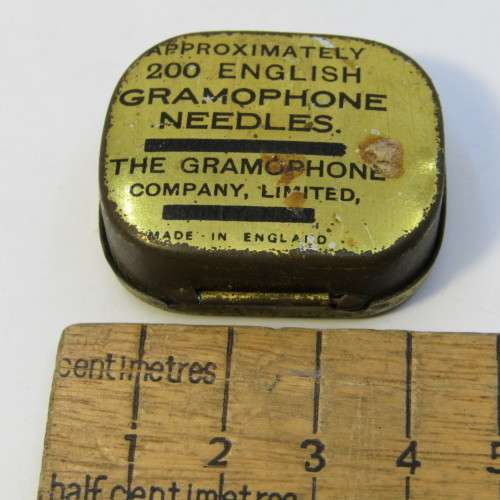 APPROXIMATELY
200 ENGLISH
GRAMOPHONE
NEEDLES.
THE GRAMOPHONE
COMPANY, LIMITED,
MADE IN ENGLAND
centimetres
1 2 3 4 5
half centimetres